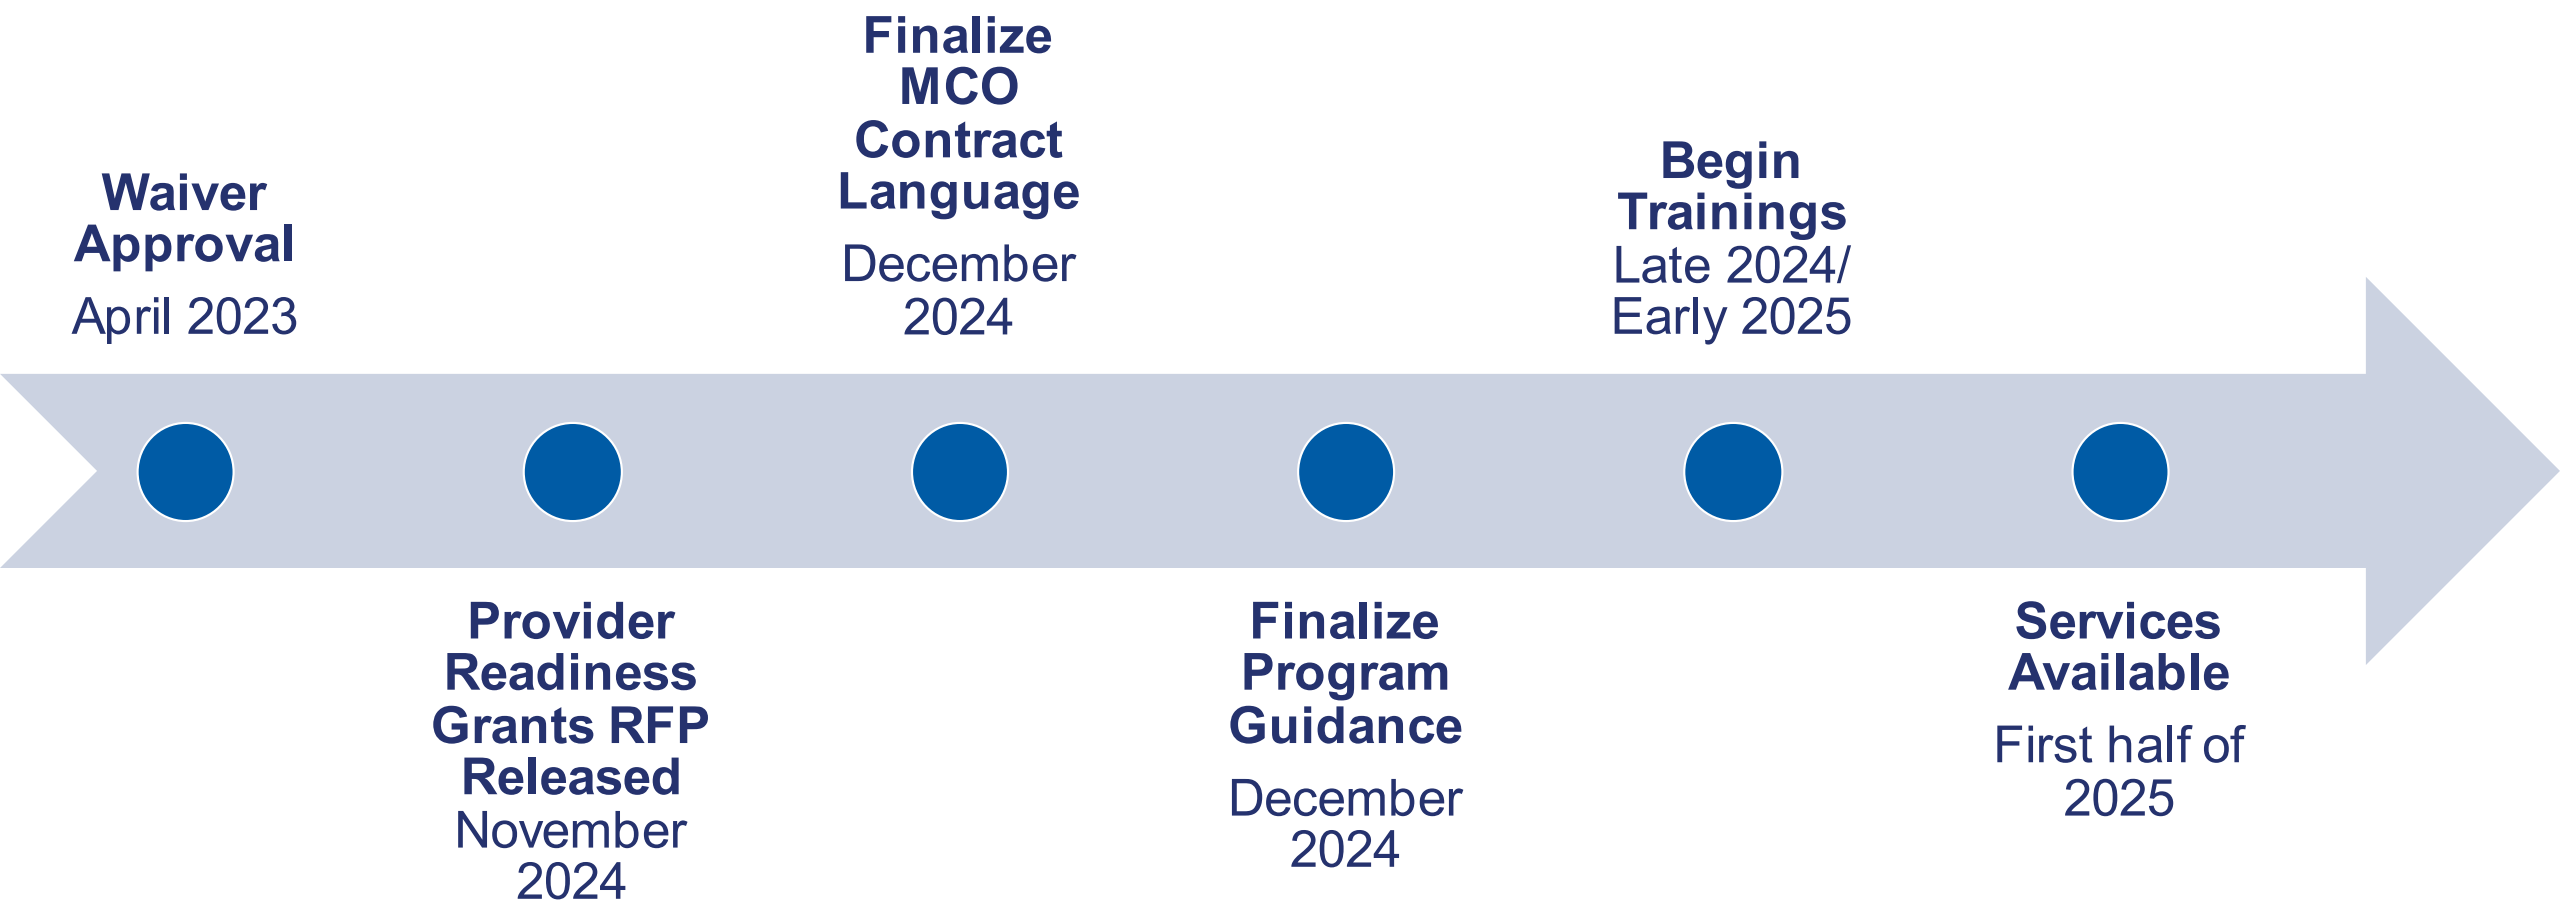 Waiver
Approval
April 2023
Provider
Readiness
Grants RFP
Released
November
2024
Finalize
MCO
Contract
Language
December
2024
Finalize
Program
Guidance
December
2024
Begin
Trainings
Late 2024/
Early 2025
Services
Available
First half of
2025